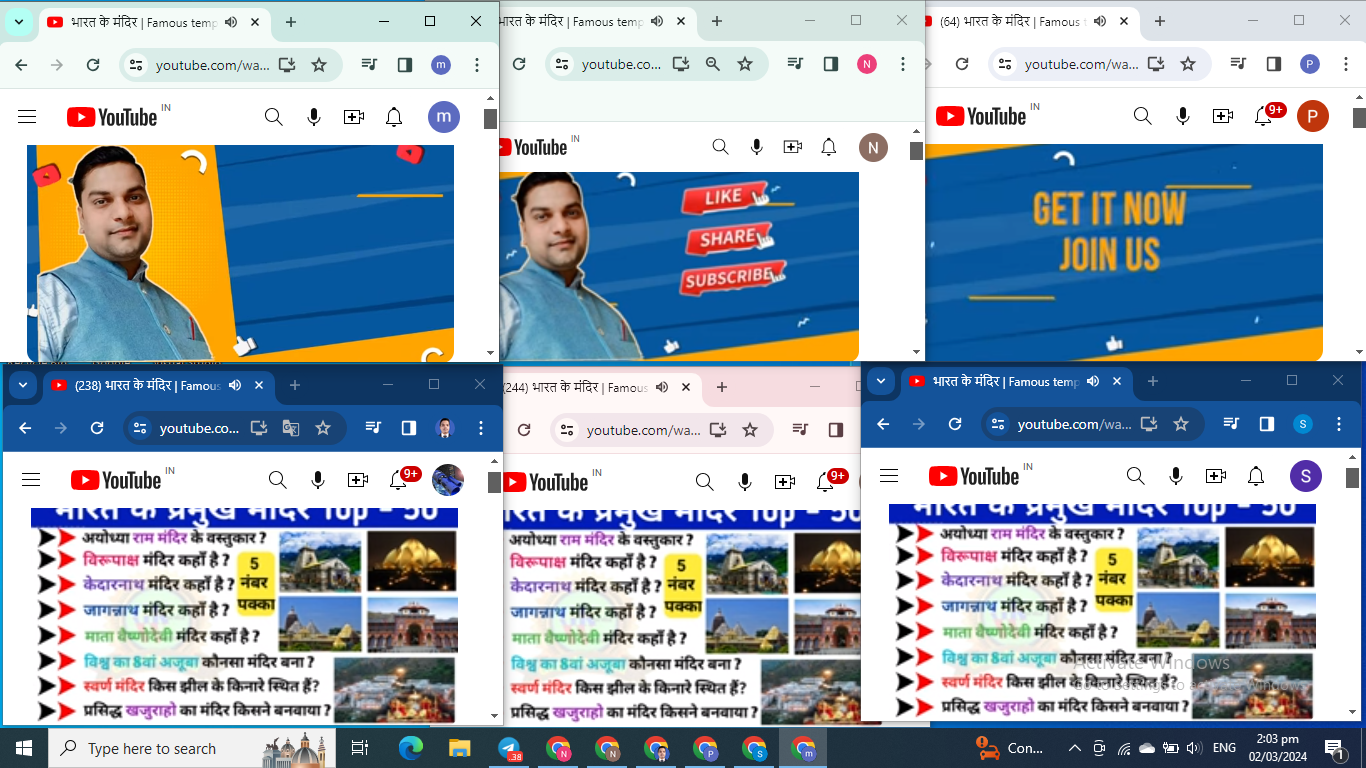 भारत के मंदिर | Famous temp
youtube.com/wa...
m
YouTube IN
m
भारत के मंदिर | Famous temp
youtube.co...
N
YouTube IN
N
LIKE
SHARE
SUBSCRIBE
(64) भारत के मंदिर | Famous t
youtube.com/wa...
P
YouTube IN
9+
P
GET IT NOW
JOIN US
(238) भारत के मंदिर | Famous
youtube.co...
YouTube IN
9+
भारत के प्रमुख मंदिर Top - 50
अयोध्या राम मंदिर के वस्तुकार ?
विरूपाक्ष मंदिर कहाँ है ?
केदारनाथ मंदिर कहाँ है ?
जागन्नाथ मंदिर कहाँ है ?
माता वैष्णोदेवी मंदिर कहाँ है ?
विश्व का 8वां अजूबा कौनसा मंदिर बना ?
स्वर्ण मंदिर किस झील के किनारे स्थित हैं?
प्रसिद्ध खजुराहो का मंदिर किसने बनवाया ?
5
नंबर
पक्का
(244) भारत के मंदिर | Famous
youtube.com/wa...
YouTube IN
9+
भारत के प्रमुख मंदिर Top - 50
अयोध्या राम मंदिर के वस्तुकार ?
विरूपाक्ष मंदिर कहाँ है ?
केदारनाथ मंदिर कहाँ है ?
जागन्नाथ मंदिर कहाँ है ?
माता वैष्णोदेवी मंदिर कहाँ है ?
विश्व का 8वां अजूबा कौनसा मंदिर बना ?
स्वर्ण मंदिर किस झील के किनारे स्थित हैं?
प्रसिद्ध खजुराहो का मंदिर किसने बनवाया ?
5
नंबर
पक्का
भारत के मंदिर | Famous temp
youtube.com/wa...
S
YouTube IN
S
भारत के प्रमुख मंदिर Top - 50
अयोध्या राम मंदिर के वस्तुकार ?
विरूपाक्ष मंदिर कहाँ है ?
केदारनाथ मंदिर कहाँ है ?
जागन्नाथ मंदिर कहाँ है ?
माता वैष्णोदेवी मंदिर कहाँ है ?
विश्व का 8वां अजूबा कौनसा मंदिर बना ?
स्वर्ण मंदिर किस झील के किनारे स्थित हैं?
प्रसिद्ध खजुराहो का मंदिर किसने बनवाया ?
5
नंबर
पक्का
Activate Windows
Go to Settings to activate Windows.
Type here to search
38
N
N
P
S
m
Con...
ENG
2:03 pm
02/03/2024
1